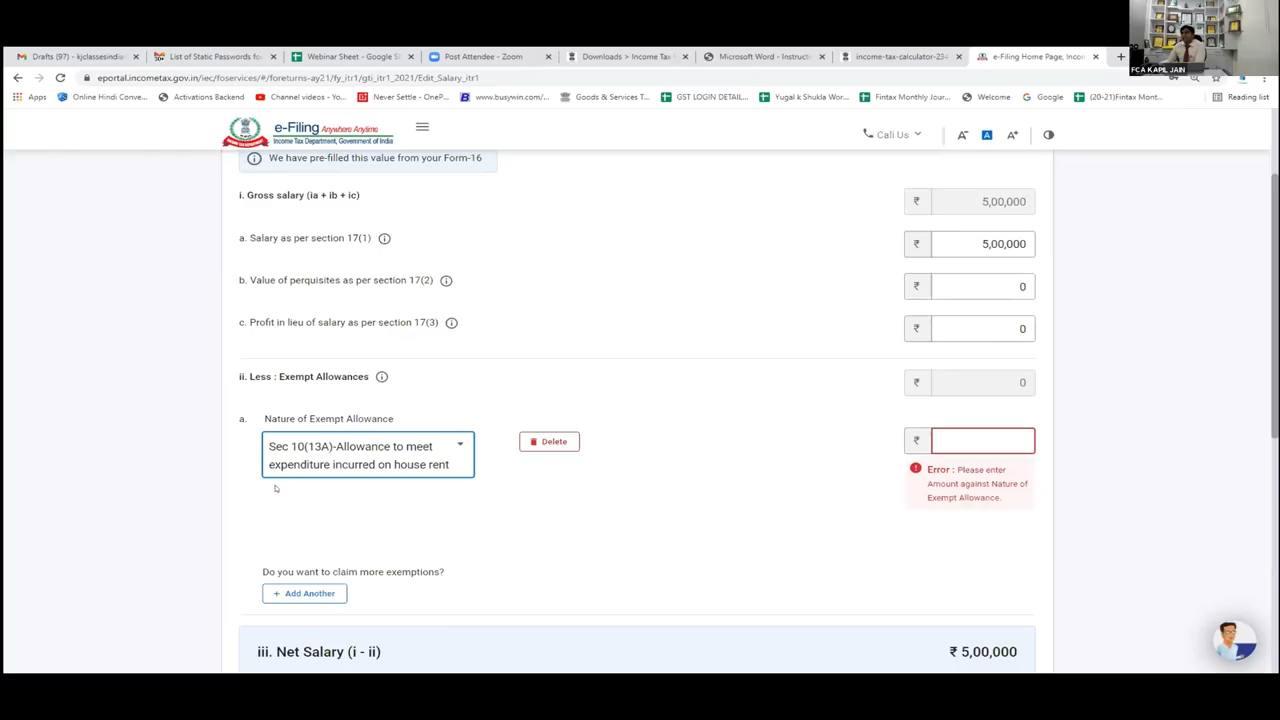 Drafts (97) - kjclassesindia
List of Static Passwords for
Webinar Sheet - Google Sl
Post Attendee - Zoom
Downloads > Income Tax
Microsoft Word - Instructi
income-tax-calculator-234
e-Filing Home Page, Incom
FCA KAPIL JAIN
eportal.incometax.gov.in/iec/foservices/#/foreturns-ay21/fy_itr1/gti_itr1_2021/Edit_Salary_itr1
Apps
Online Hindi Conve...
Activations Backend
Channel videos - Y...
Never Settle - OneP...
www.busywin.com/...
Goods & Services T...
GST LOGIN DETAIL...
Yugal k Shukla Wor...
Fintax Monthly Jour...
Welcome
Google
(20-21)Fintax Mont...
Reading list
e-Filing Anywhere Anytime
Income Tax Department, Government of India
Call Us
A-
A
A+
We have pre-filled this value from your Form-16
i. Gross salary (ia + ib + ic)
₹ 5,00,000
a. Salary as per section 17(1)
₹ 5,00,000
b. Value of perquisites as per section 17(2)
₹ 0
c. Profit in lieu of salary as per section 17(3)
₹ 0
ii. Less : Exempt Allowances
₹ 0
a. Nature of Exempt Allowance
Sec 10(13A)-Allowance to meet
expenditure incurred on house rent
Delete
₹
Error : Please enter
Amount against Nature of
Exempt Allowance.
Do you want to claim more exemptions?
+ Add Another
iii. Net Salary (i - ii)
₹ 5,00,000